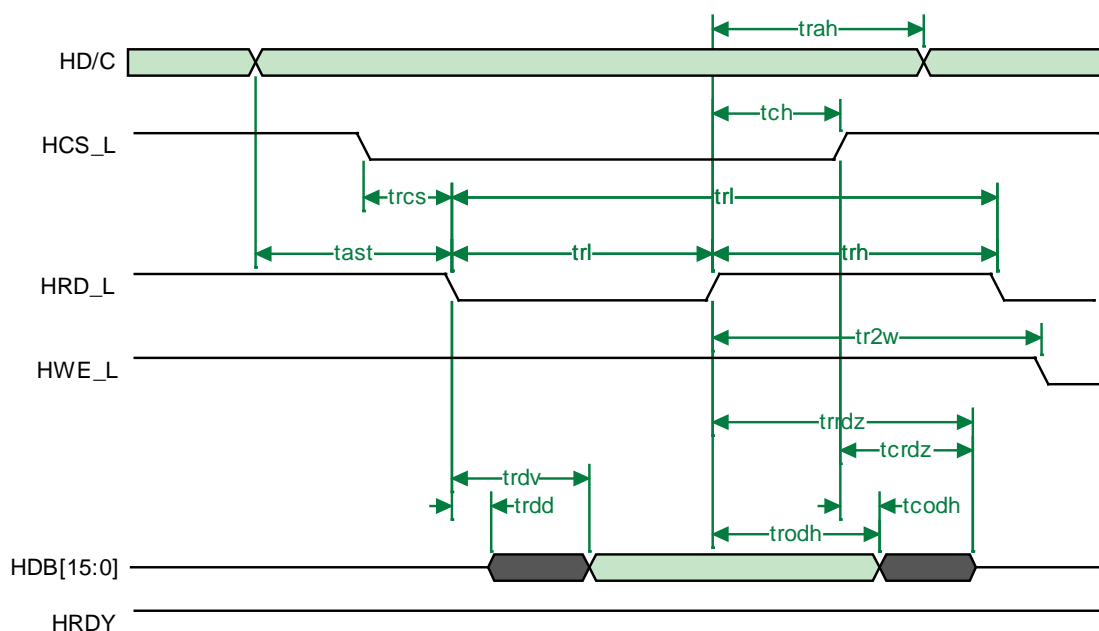 trah
HD/C
tch
HCS_L
trcs trl
tast trl trh
HRD_L
tr2w
HWE_L
trrdz
tcrdz
trdv
trdd tcodh
trodh
HDB[15:0]
HRDY